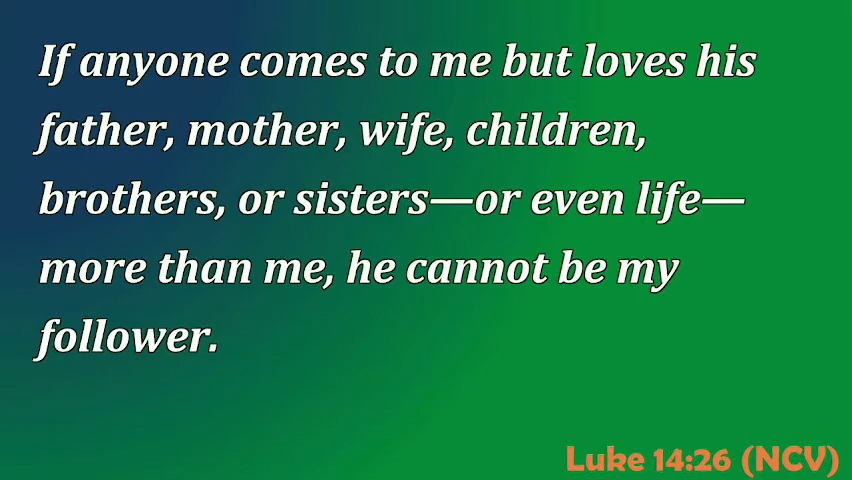 If anyone comes to me but loves his
father, mother, wife, children,
brothers, or sisters—or even life—
more than me, he cannot be my
follower.
Luke 14:26 (NCV)